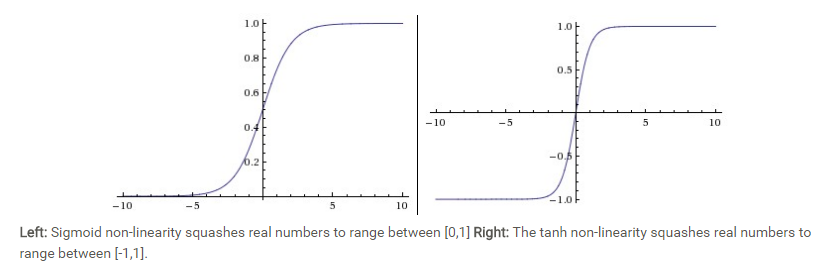 1.0
0.8
0.6
0.4
0.2
-10 -5 5 10
1.0
0.5
-10 -5 5 10
-0.5
-1.0
Left: Sigmoid non-linearity squashes real numbers to range between [0,1] Right: The tanh non-linearity squashes real numbers to
range between [-1,1].